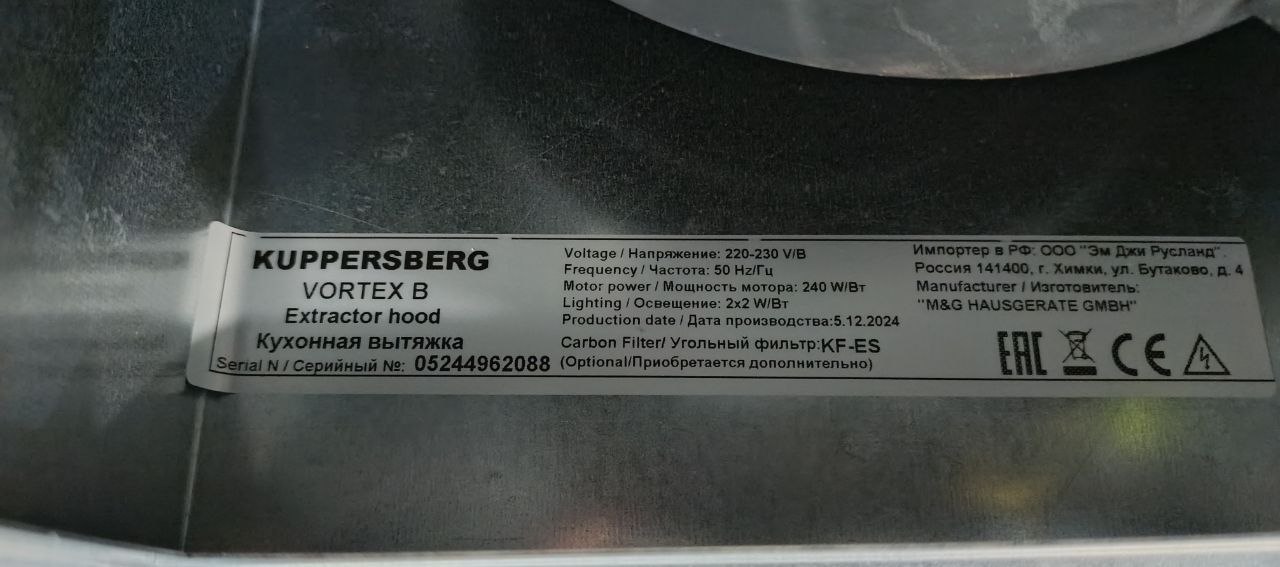 KUPPERSBERG
VORTEX B
Extractor hood
Кухонная вытяжка
Serial N / Серийный №: 05244962088
Voltage / Напряжение: 220-230 V/В
Frequency / Частота: 50 Hz/Гц
Motor power / Мощность мотора: 240 W/Вт
Lighting / Освещение: 2x2 W/Вт
Production date / Дата производства:5.12.2024
Carbon Filter/ Угольный фильтр:KF-ES
(Optional/Приобретается дополнительно)
Импортер в РФ: ООО "Эм Джи Русланд".
Россия 141400, г. Химки, ул. Бутаково, д. 4
Manufacturer / Изготовитель:
"M&G HAUSGERATE GMBH"
EAC CE